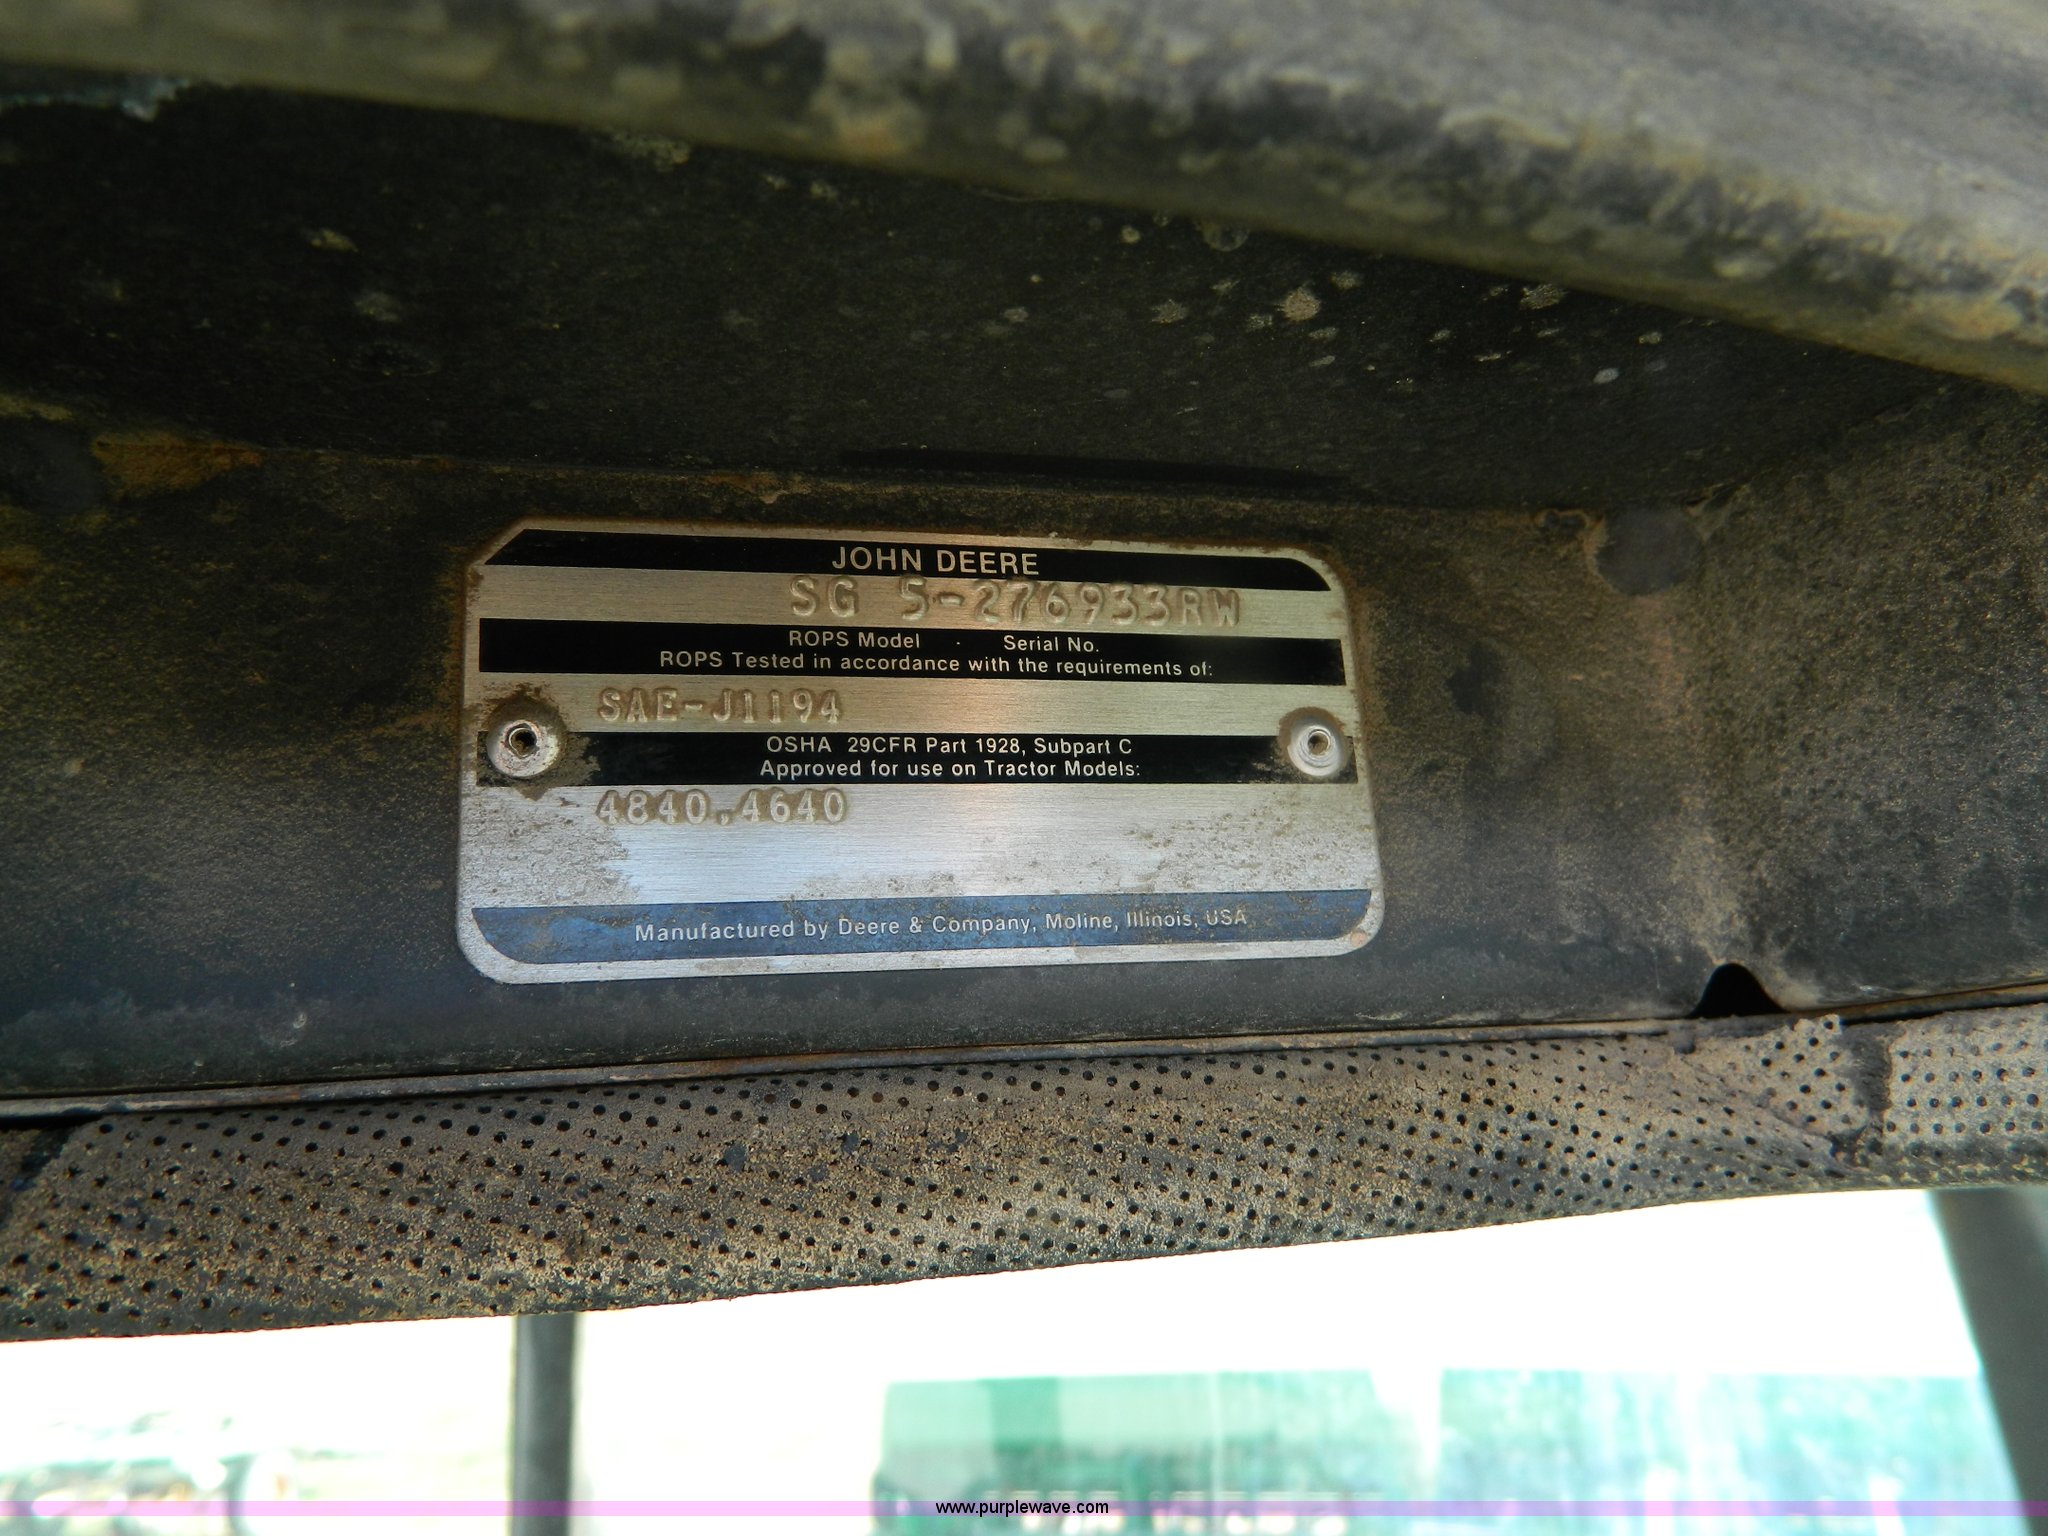 JOHN DEERE
SG 5-276933RW
ROPS Model . Serial No.
ROPS Tested in accordance with the requirements of:
SAE-J1194
OSHA 29CFR Part 1928, Subpart C
Approved for use on Tractor Models:
4840,4640
Manufactured by Deere & Company, Moline, Illinois, USA
www.purplewave.com